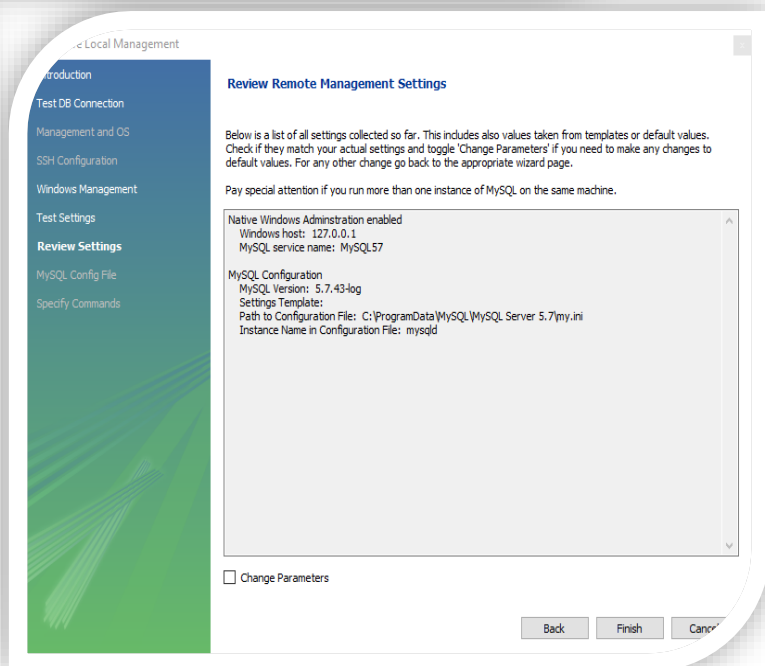 Local Management
Introduction
Test DB Connection
Management and OS
SSH Configuration
Windows Management
Test Settings
Review Settings
MySQL Config File
Specify Commands
Review Remote Management Settings
Below is a list of all settings collected so far. This includes also values taken from templates or default values.
Check if they match your actual settings and toggle 'Change Parameters' if you need to make any changes to
default values. For any other change go back to the appropriate wizard page.
Pay special attention if you run more than one instance of MySQL on the same machine.
Native Windows Adminstration enabled
Windows host: 127.0.0.1
MySQL service name: MySQL57
MySQL Configuration
MySQL Version: 5.7.43-log
Settings Template:
Path to Configuration File: C:\ProgramData\MySQL\MySQL Server 5.7\my.ini
Instance Name in Configuration File: mysqld
Change Parameters
Back
Finish
Cancel